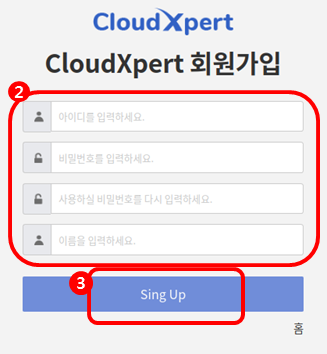 CloudXpert
CloudXpert 회원가입
2
아이디를 입력하세요.
비밀번호를 입력하세요.
사용하실 비밀번호를 다시 입력하세요.
이름을 입력하세요.
3
Sing Up
홈